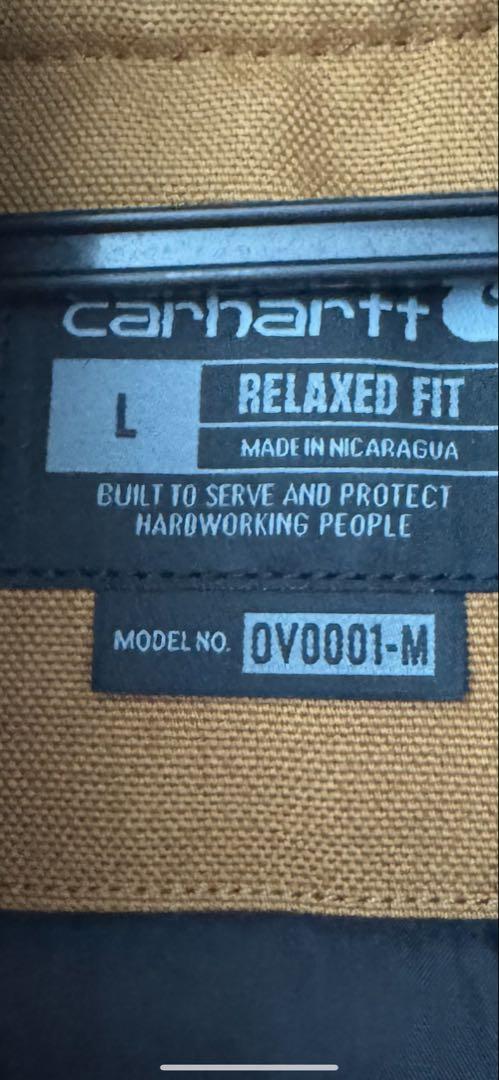 carhartt
L
RELAXED FIT
MADE IN NICARAGUA
BUILT TO SERVE AND PROTECT
HARDWORKING PEOPLE
MODEL NO. OV0001-M